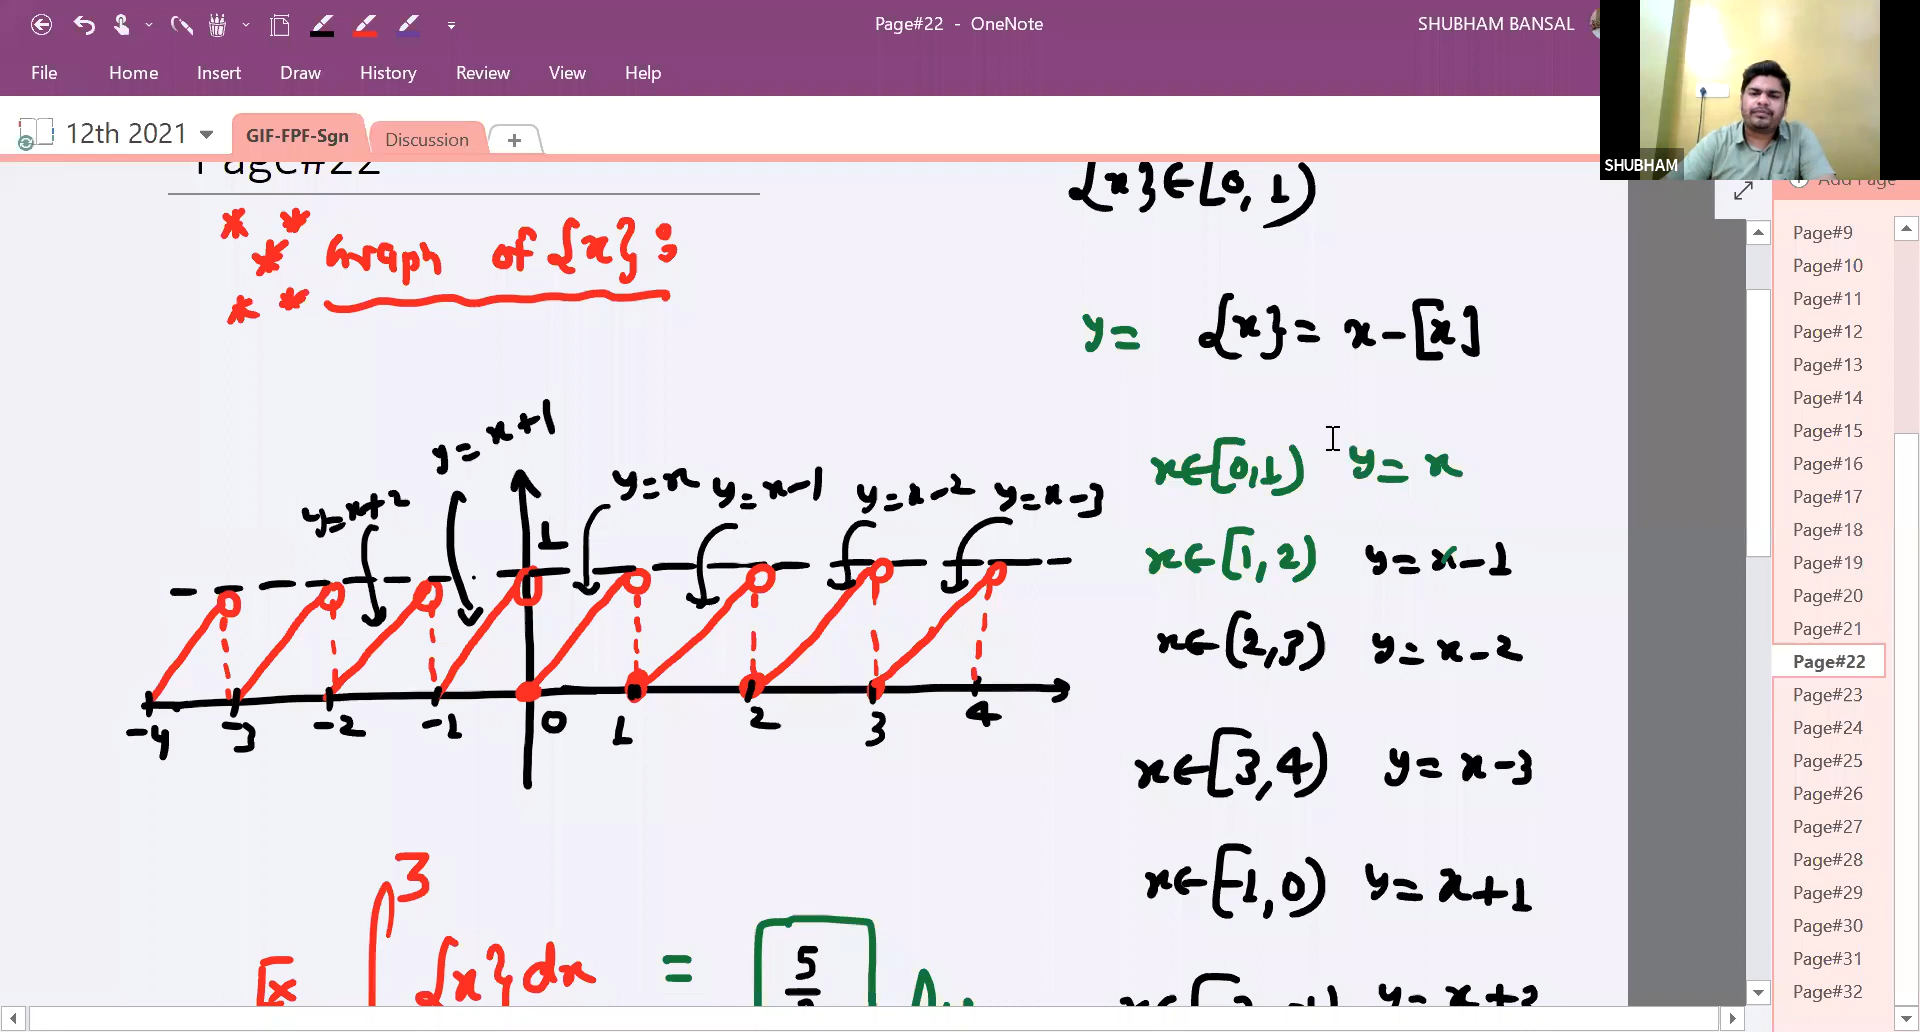 Page#22 - OneNote
SHUBHAM BANSAL
File Home Insert Draw History Review View Help
SHUBHAM
12th 2021
GIF-FPF-Sgn
Discussion
+
Add Page
Page#22
{x}∈[0,1)
** * Graph of {x} :
**
y= {x} = x-[x]
y=x+1
y=x+2
y=x
y=x-1
y=x-2
y=x-3
1
-4 -3 -2 -1 0 1 2 3 4
x∈[0,1) y=x
x∈[1,2) y=x-1
x∈[2,3) y=x-2
x∈[3,4) y=x-3
x∈[-1,0) y=x+1
3
Ex ∫ {x}dx = 5
Page#9
Page#10
Page#11
Page#12
Page#13
Page#14
Page#15
Page#16
Page#17
Page#18
Page#19
Page#20
Page#21
Page#22
Page#23
Page#24
Page#25
Page#26
Page#27
Page#28
Page#29
Page#30
Page#31
Page#32